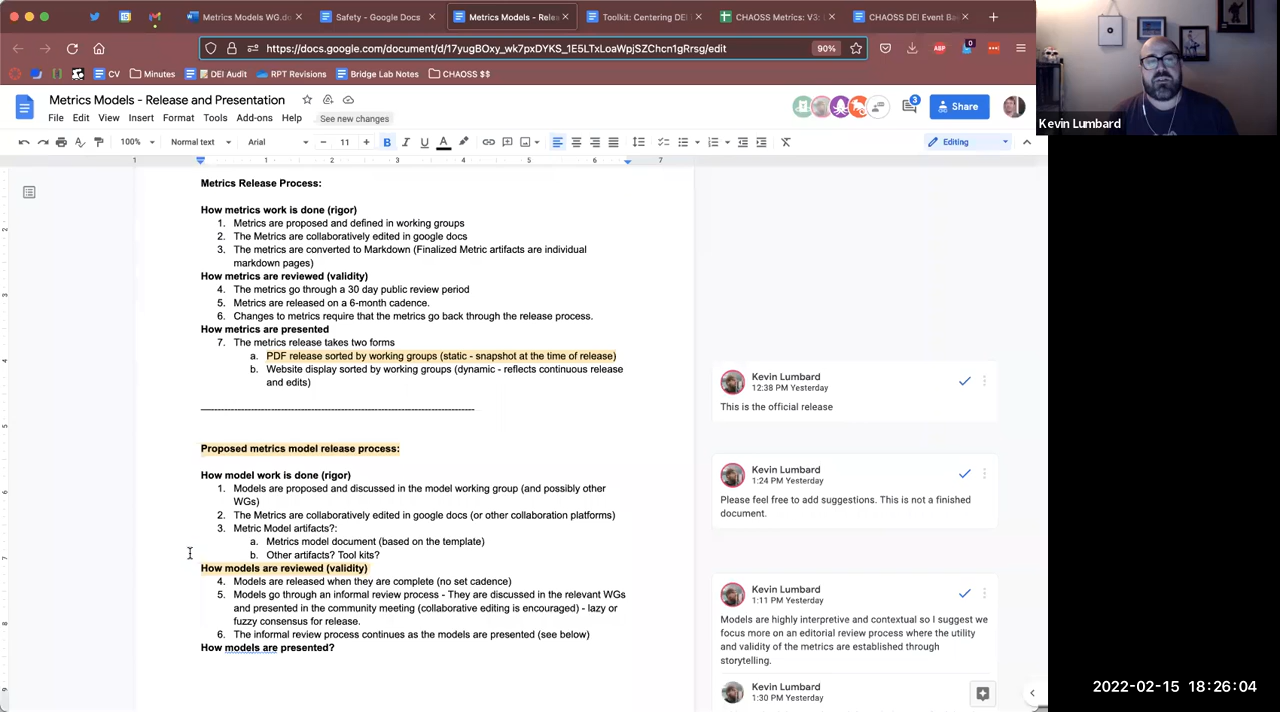 Metrics Models WG.do
Safety - Google Docs
Metrics Models - Relea
Toolkit: Centering DEI
CHAOSS Metrics: V3:
CHAOSS DEI Event Ba
https://docs.google.com/document/d/17yugBOxy_wk7pxDYKS_1E5LTxLoaWpjSZChcn1gRrsg/edit
90%
ABP
0
CV
Minutes
DEI Audit
RPT Revisions
Bridge Lab Notes
CHAOSS $$
Metrics Models - Release and Presentation
File Edit View Insert Format Tools Add-ons Help See new changes
3
Share
100% Normal text Arial 11 B I U A Editing
1 1 2 3 4 5 6 7
Metrics Release Process:
How metrics work is done (rigor)
1. Metrics are proposed and defined in working groups
2. The Metrics are collaboratively edited in google docs
3. The metrics are converted to Markdown (Finalized Metric artifacts are individual
markdown pages)
How metrics are reviewed (validity)
4. The metrics go through a 30 day public review period
5. Metrics are released on a 6-month cadence.
6. Changes to metrics require that the metrics go back through the release process.
How metrics are presented
7. The metrics release takes two forms
a. PDF release sorted by working groups (static - snapshot at the time of release)
b. Website display sorted by working groups (dynamic - reflects continuous release
and edits)
Proposed metrics model release process:
How model work is done (rigor)
1. Models are proposed and discussed in the model working group (and possibly other
WGs)
2. The Metrics are collaboratively edited in google docs (or other collaboration platforms)
3. Metric Model artifacts?:
a. Metrics model document (based on the template)
b. Other artifacts? Tool kits?
How models are reviewed (validity)
4. Models are released when they are complete (no set cadence)
5. Models go through an informal review process - They are discussed in the relevant WGs
and presented in the community meeting (collaborative editing is encouraged) - lazy or
fuzzy consensus for release.
6. The informal review process continues as the models are presented (see below)
How models are presented?
Kevin Lumbard
12:38 PM Yesterday
This is the official release
Kevin Lumbard
1:24 PM Yesterday
Please feel free to add suggestions. This is not a finished
document.
Kevin Lumbard
1:11 PM Yesterday
Models are highly interpretive and contextual so I suggest we
focus more on an editorial review process where the utility
and validity of the metrics are established through
storytelling.
Kevin Lumbard
1:30 PM Yesterday
Kevin Lumbard
2022-02-15 18:26:04